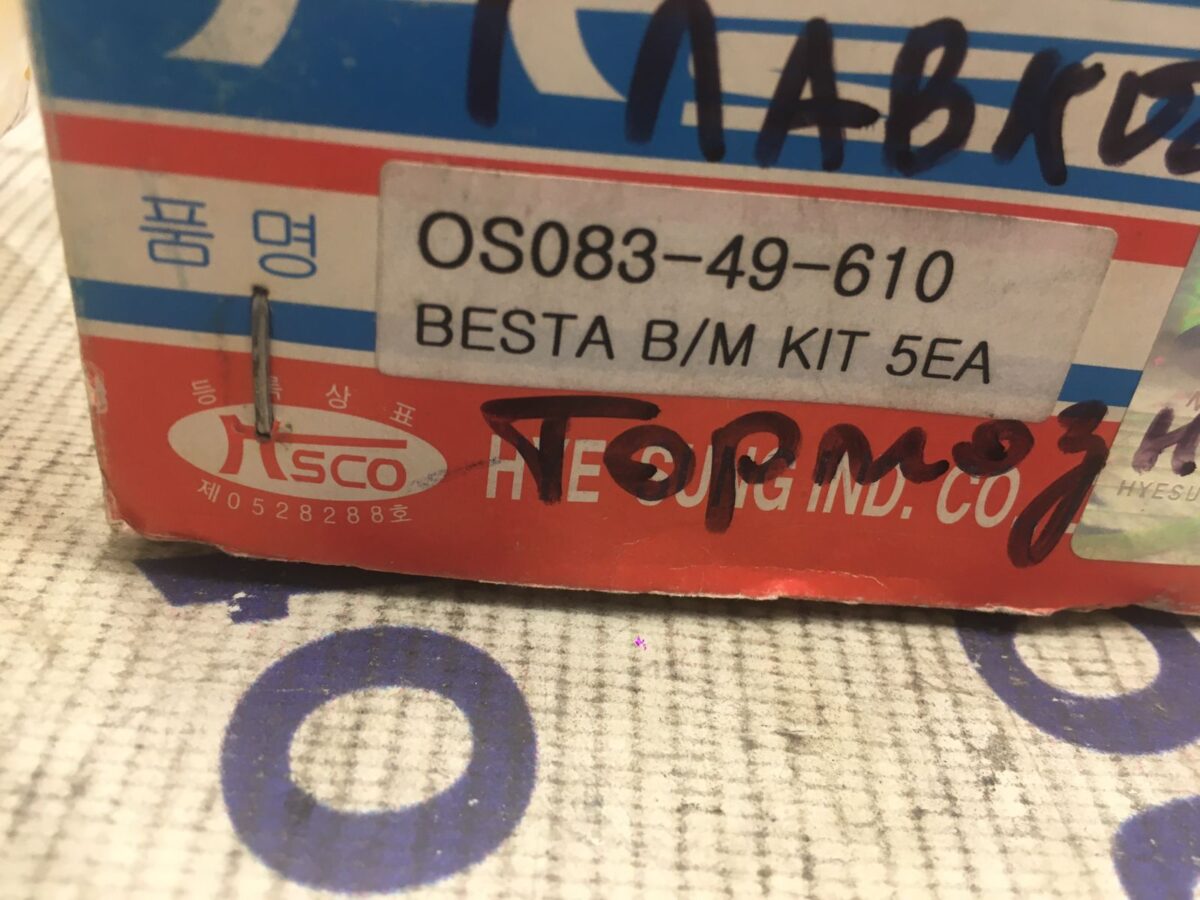 품명
OS083-49-610
BESTA B/M KIT 5EA
등록상표
HSCO
제0528288호
HYE SUNG IND. CO
Тормоз